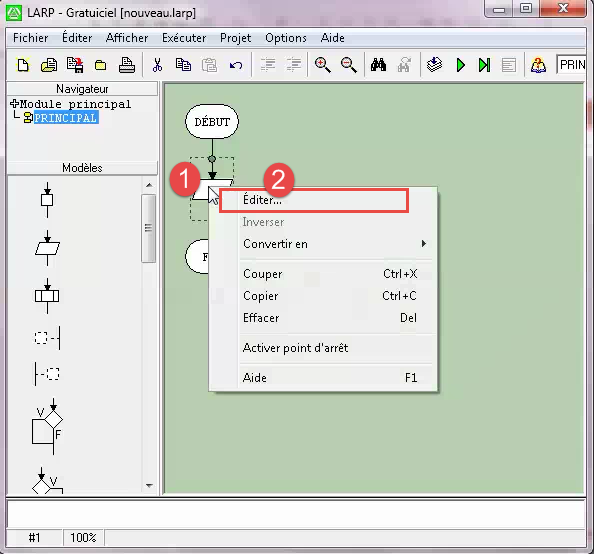 LARP - Gratuiciel [nouveau.larp]
Fichier Éditer Afficher Exécuter Projet Options Aide
PRIN
Navigateur
Module principal
PRINCIPAL
Modèles
V
F
V
DÉBUT
1
2
F
Éditer...
Inverser
Convertir en
Couper Ctrl+X
Copier Ctrl+C
Effacer Del
Activer point d'arrêt
Aide F1
#1 100%